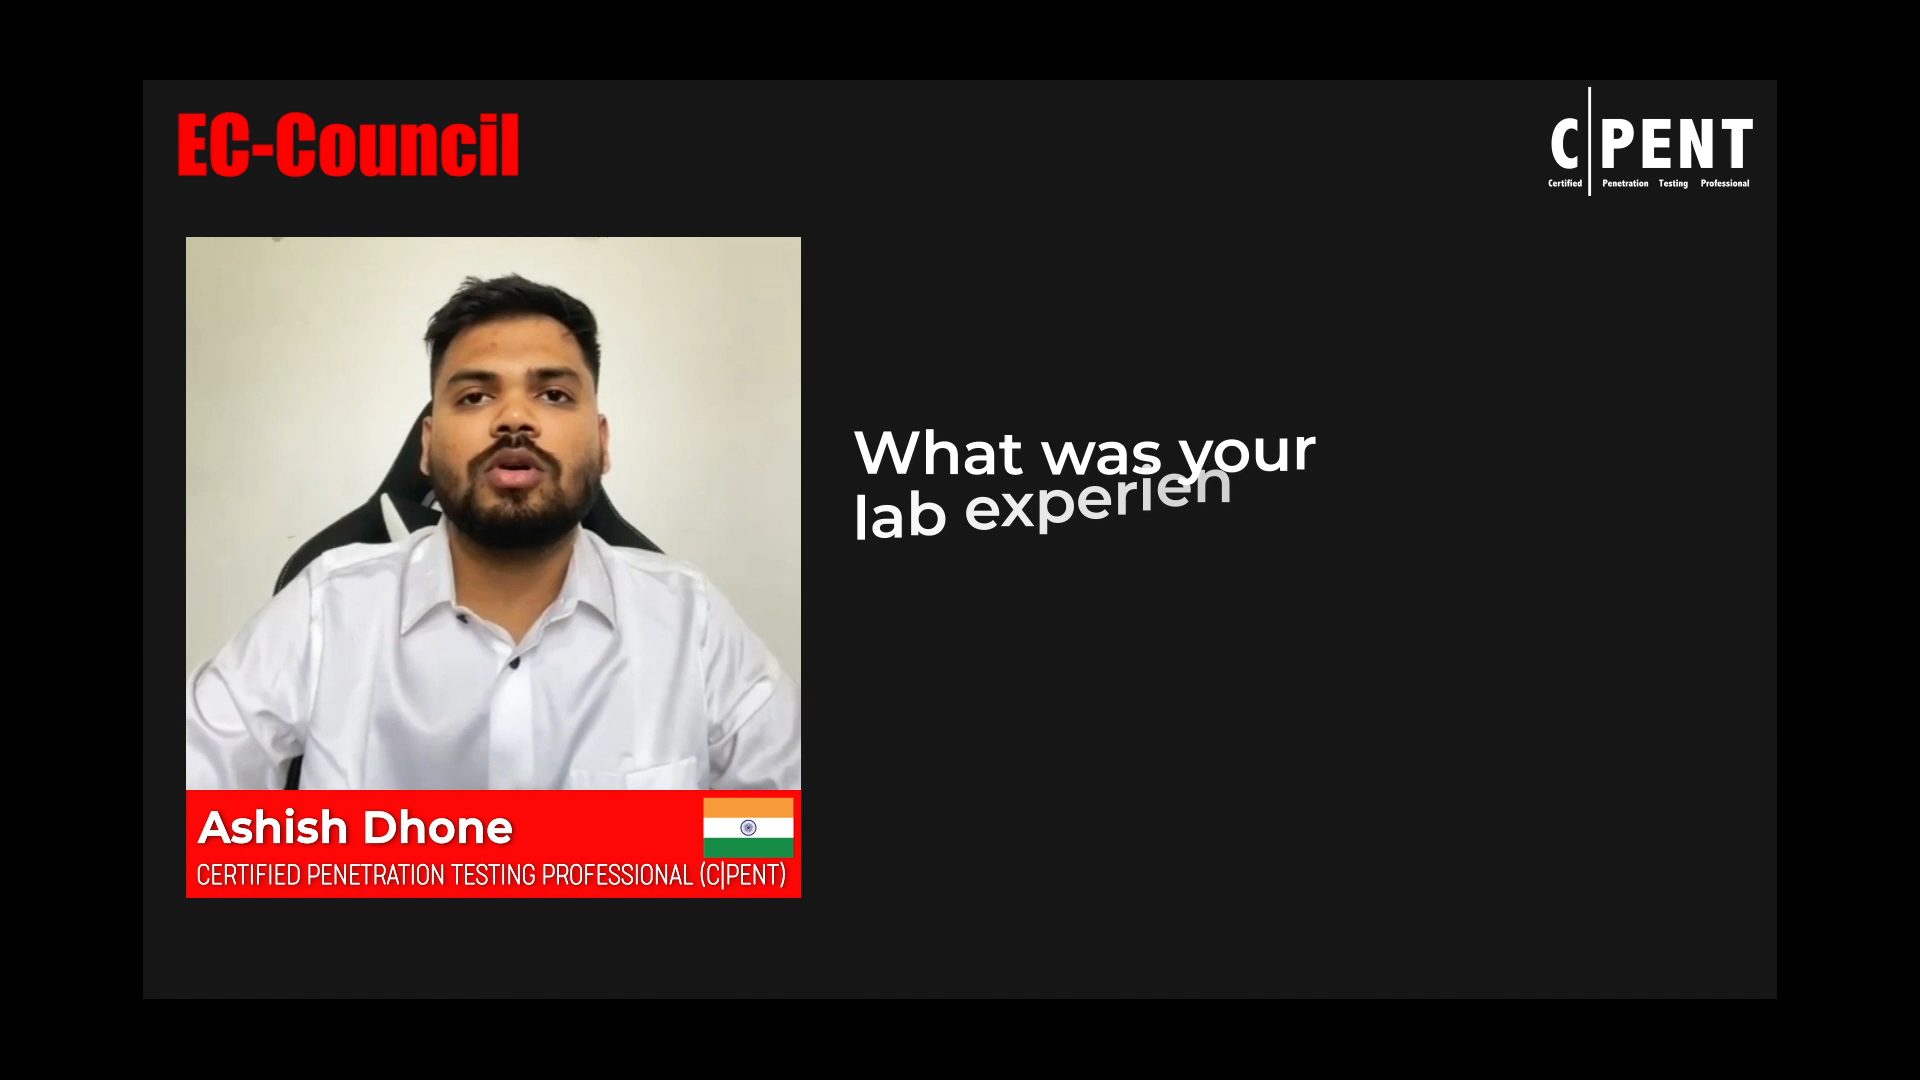 EC-Council
C|PENT
Certified Penetration Testing Professional
What was your
lab experien
Ashish Dhone
CERTIFIED PENETRATION TESTING PROFESSIONAL (C|PENT)